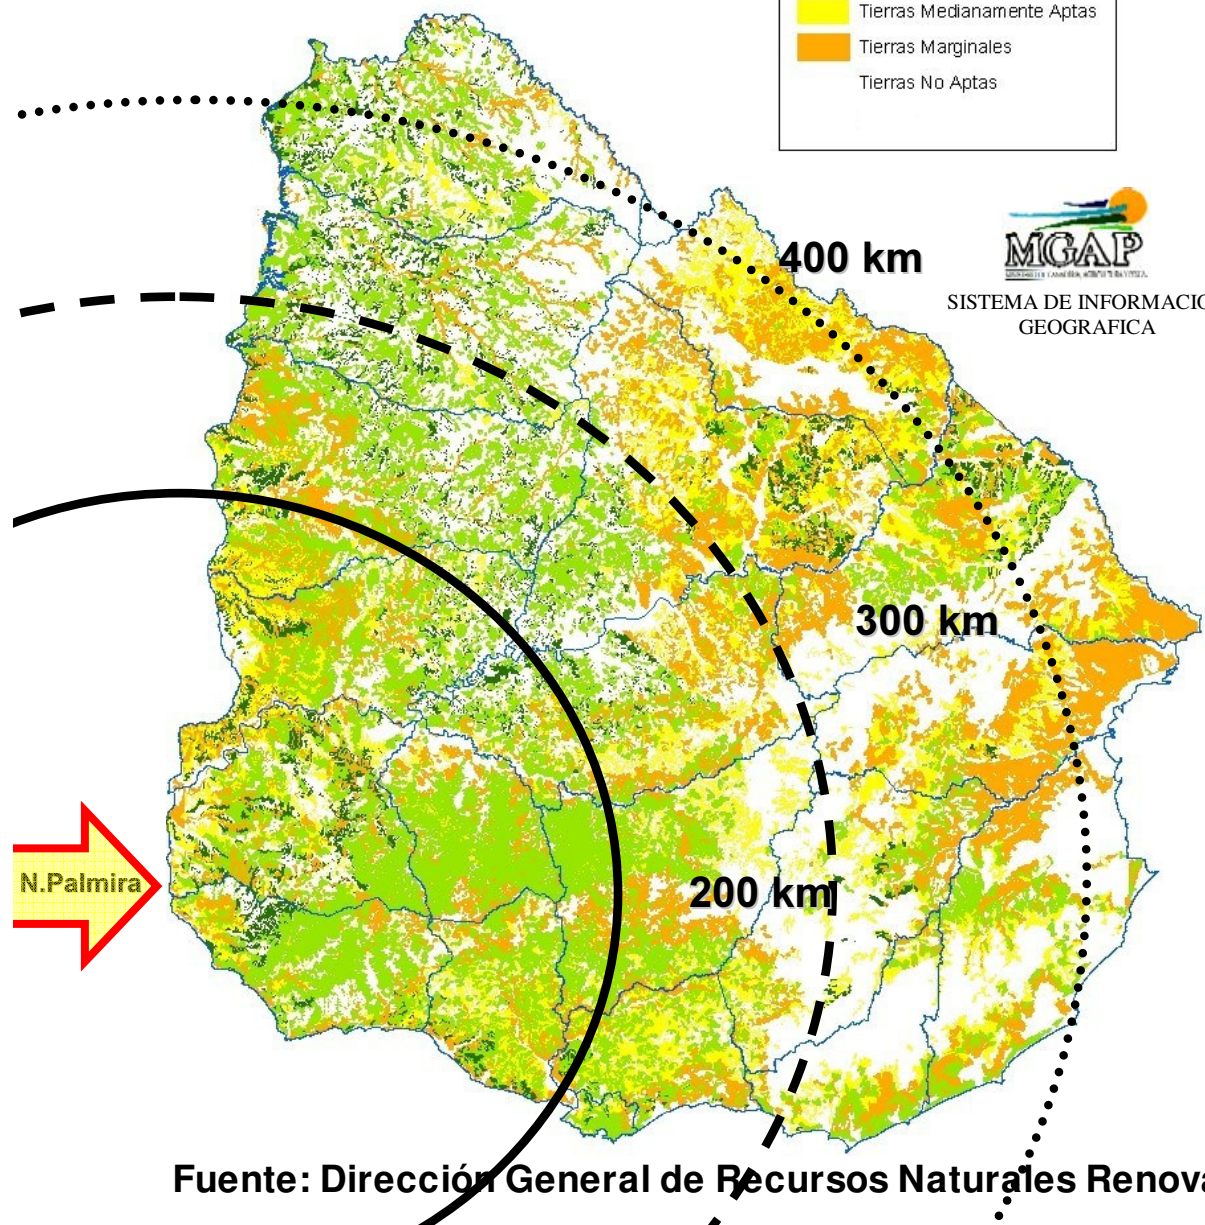 Tierras Medianamente Aptas
Tierras Marginales
Tierras No Aptas
400 km
MGAP
SISTEMA DE INFORMACIO
GEOGRAFICA
300 km
N.Palmira
200 km
Fuente: Dirección General de Recursos Naturales Renova